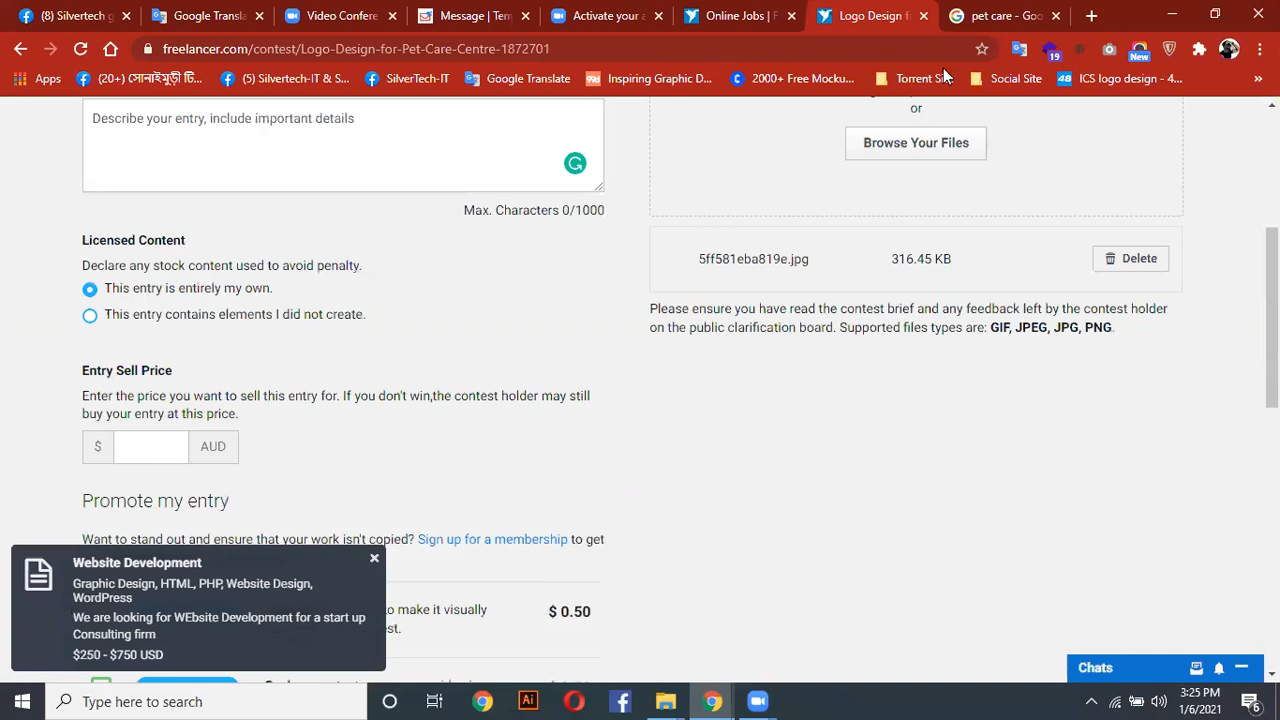 (5) Silvertech g
Google Transla
Video Conferen
Message | Tem
Activate your a
Online Jobs | F
Logo Design fo
pet care - Goo
freelancer.com/contest/Logo-Design-for-Pet-Care-Centre-1872701
19
New
Apps
(20+) সোনাইমুড়ী টি...
(5) Silvertech-IT & S...
SilverTech-IT
Google Translate
Inspiring Graphic D...
2000+ Free Mocku...
Torrent Sit
Social Site
ICS logo design - 4...
»
Describe your entry, include important details
Max. Characters 0/1000
Licensed Content
Declare any stock content used to avoid penalty.
This entry is entirely my own.
This entry contains elements I did not create.
Entry Sell Price
Enter the price you want to sell this entry for. If you don't win,the contest holder may still
buy your entry at this price.
$ AUD
Promote my entry
Want to stand out and ensure that your work isn't copied? Sign up for a membership to get
to make it visually
est.
$ 0.50
or
Browse Your Files
5ff581eba819e.jpg 316.45 KB Delete
Please ensure you have read the contest brief and any feedback left by the contest holder
on the public clarification board. Supported files types are: GIF, JPEG, JPG, PNG.
Website Development
Graphic Design, HTML, PHP, Website Design,
WordPress
We are looking for WEbsite Development for a start up
Consulting firm
$250 - $750 USD
Chats
Type here to search
Ai
3:25 PM
1/6/2021
6